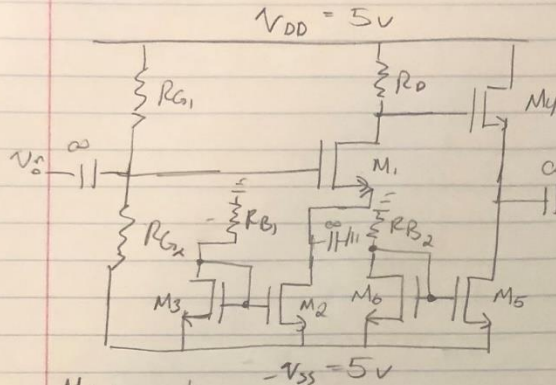 VDD = 5v
RG1
RD
M4
∞
Vin
M1
∞
RG2
RB1
∞
RB2
M3
M2
M6
M5
-VSS = 5v